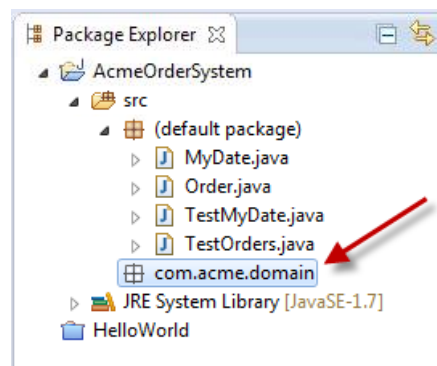 Package Explorer
AcmeOrderSystem
src
(default package)
MyDate.java
Order.java
TestMyDate.java
TestOrders.java
com.acme.domain
JRE System Library [JavaSE-1.7]
HelloWorld